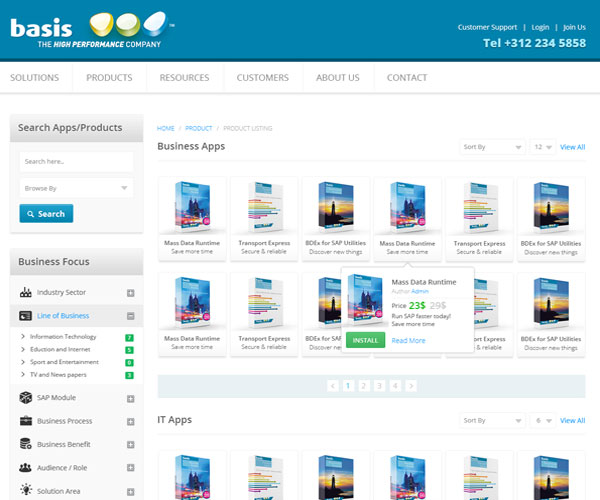 basis ™
THE HIGH PERFORMANCE COMPANY
Customer Support | Login | Join Us
Tel +312 234 5858
SOLUTIONS PRODUCTS RESOURCES CUSTOMERS ABOUT US CONTACT
Search Apps/Products
Search here..
Browse By
Search
Business Focus
Industry Sector
Line of Business
Information Technology 7
Eduction and Internet 5
Sport and Entertainment 0
TV and News papers 3
SAP Module
Business Process
Business Benefit
Audience / Role
Solution Area
HOME / PRODUCT / PRODUCT LISTING
Business Apps
Sort By 12 View All
Mass Data Runtime
Save more time
Transport Express
Secure & reliable
BDEx for SAP Utilities
Discover new things
Mass Data Runtime
Save more time
Transport Express
Secure & reliable
BDEx for SAP Utilities
Discover new things
Mass Data Runtime
Save more time
Transport Express
Secure & reliable
BDEx for SAP Utilities
Discover new things
Mass Data Runtime
Author Admin
Price 23$ 29$
Run SAP faster today!
Save more time
INSTALL Read More
Transport Express
Secure & reliable
BDEx for SAP Utilities
Discover new things
< 1 2 3 4 >
IT Apps
Sort By 6 View All